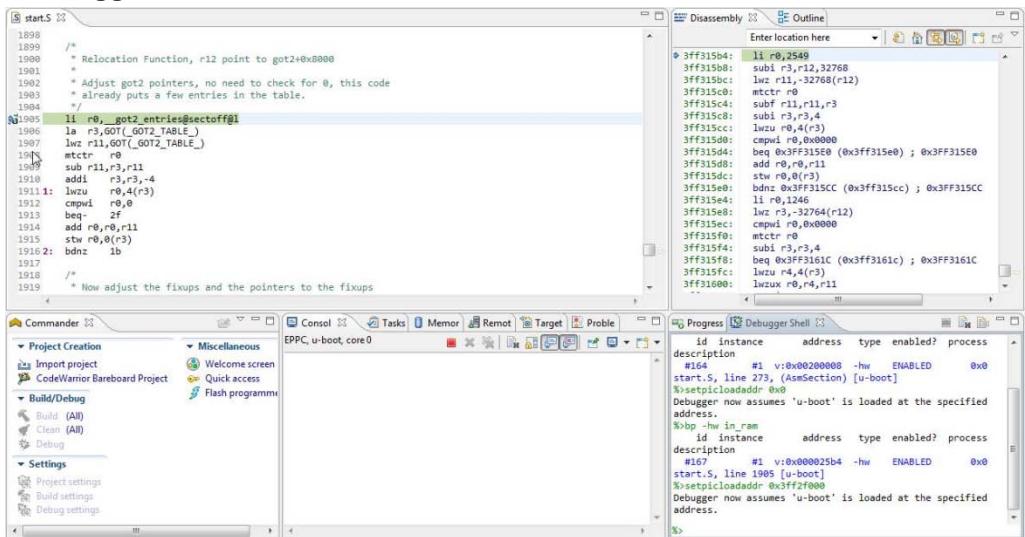 start.S
1898
1899 /*
1900 * Relocation Function, r12 point to got2+0x8000
1901 *
1902 * Adjust got2 pointers, no need to check for 0, this code
1903 * already puts a few entries in the table.
1904 */
1905 li r0,__got2_entries@sectoff@l
1906 la r3,GOT(_GOT2_TABLE_)
1907 lwz r11,GOT(_GOT2_TABLE_)
mtctr r0
1909 sub r11,r3,r11
1910 addi r3,r3,-4
1911 1: lwzu r0,4(r3)
1912 cmpwi r0,0
1913 beq- 2f
1914 add r0,r0,r11
1915 stw r0,0(r3)
1916 2: bdnz 1b
1917
1918 /*
1919 * Now adjust the fixups and the pointers to the fixups
Disassembly Outline
Enter location here
3ff315b4: li r0,2549
3ff315b8: subi r3,r12,32768
3ff315bc: lwz r11,-32768(r12)
3ff315c0: mtctr r0
3ff315c4: subf r11,r11,r3
3ff315c8: subi r3,r3,4
3ff315cc: lwzu r0,4(r3)
3ff315d0: cmpwi r0,0x0000
3ff315d4: beq 0x3FF315E0 (0x3ff315e0) ; 0x3FF315E0
3ff315d8: add r0,r0,r11
3ff315dc: stw r0,0(r3)
3ff315e0: bdnz 0x3FF315CC (0x3ff315cc) ; 0x3FF315CC
3ff315e4: li r0,1246
3ff315e8: lwz r3,-32764(r12)
3ff315ec: cmpwi r0,0x0000
3ff315f0: mtctr r0
3ff315f4: subi r3,r3,4
3ff315f8: beq 0x3FF3161C (0x3ff3161c) ; 0x3FF3161C
3ff315fc: lwzu r4,4(r3)
3ff31600: lwzux r0,r4,r11
Commander
Project Creation
Import project
CodeWarrior Bareboard Project
Build/Debug
Build (All)
Clean (All)
Debug
Settings
Project settings
Build settings
Debug settings
Miscellaneous
Welcome screen
Quick access
Flash programme
Consol Tasks Memor Remot Target Proble
EPPC, u-boot, core 0
Progress Debugger Shell
id instance address type enabled? process
description
#164 #1 v:0x00200008 -hw ENABLED 0x0
start.S, line 273, (AsmSection) [u-boot]
%>setpicloadaddr 0x0
Debugger now assumes 'u-boot' is loaded at the specified
address.
%>bp -hw in_ram
id instance address type enabled? process
description
#167 #1 v:0x000025b4 -hw ENABLED 0x0
start.S, line 1905 [u-boot]
%>setpicloadaddr 0x3ff2f000
Debugger now assumes 'u-boot' is loaded at the specified
address.
%>